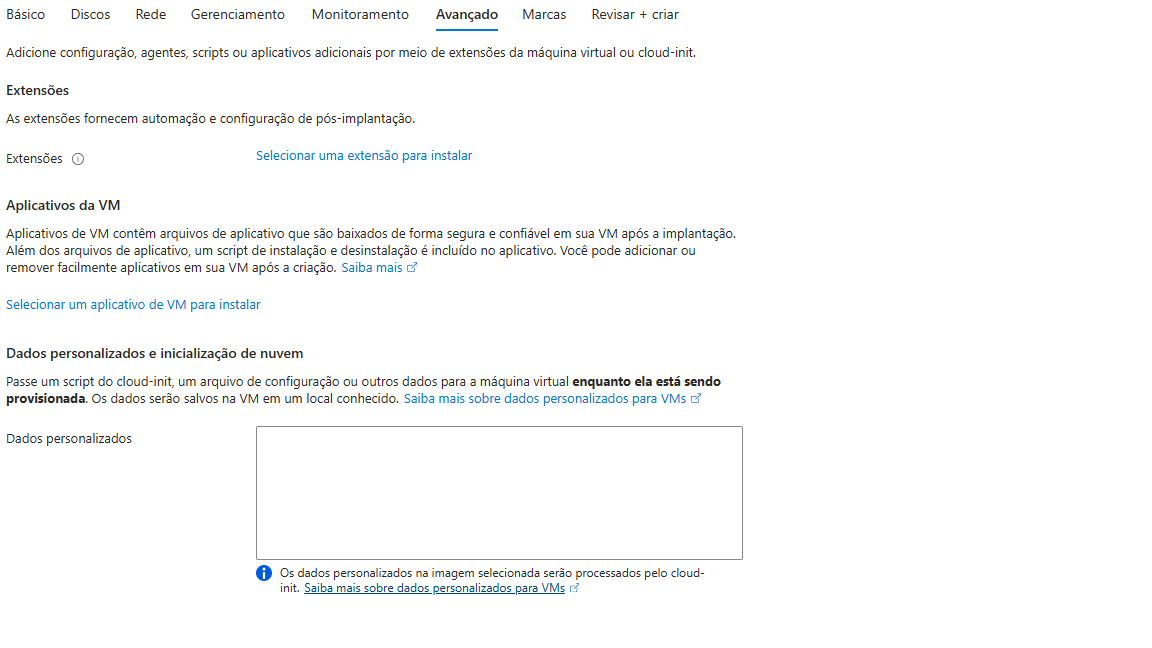 Básico Discos Rede Gerenciamento Monitoramento Avançado Marcas Revisar + criar
Adicione configuração, agentes, scripts ou aplicativos adicionais por meio de extensões da máquina virtual ou cloud-init.
Extensões
As extensões fornecem automação e configuração de pós-implantação.
Extensões Selecionar uma extensão para instalar
Aplicativos da VM
Aplicativos de VM contêm arquivos de aplicativo que são baixados de forma segura e confiável em sua VM após a implantação.
Além dos arquivos de aplicativo, um script de instalação e desinstalação é incluído no aplicativo. Você pode adicionar ou
remover facilmente aplicativos em sua VM após a criação. Saiba mais
Selecionar um aplicativo de VM para instalar
Dados personalizados e inicialização de nuvem
Passe um script do cloud-init, um arquivo de configuração ou outros dados para a máquina virtual enquanto ela está sendo
provisionada. Os dados serão salvos na VM em um local conhecido. Saiba mais sobre dados personalizados para VMs
Dados personalizados
Os dados personalizados na imagem selecionada serão processados pelo cloud-
init. Saiba mais sobre dados personalizados para VMs